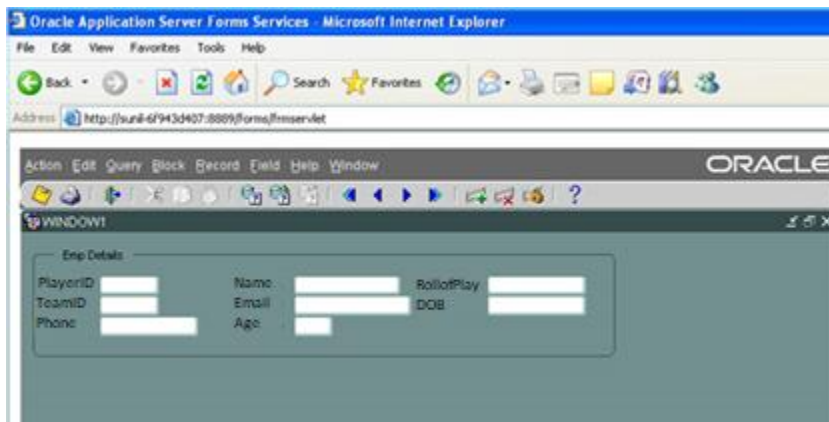 Oracle Application Server Forms Services - Microsoft Internet Explorer
File Edit View Favorites Tools Help
Back Search Favorites
Address http://sunil-6f943d407:8889/forms/frmservlet
Action Edit Query Block Record Field Help Window ORACLE
WINDOW1
Emp Details
PlayerID Name RollofPlay
TeamID Email DOB
Phone Age